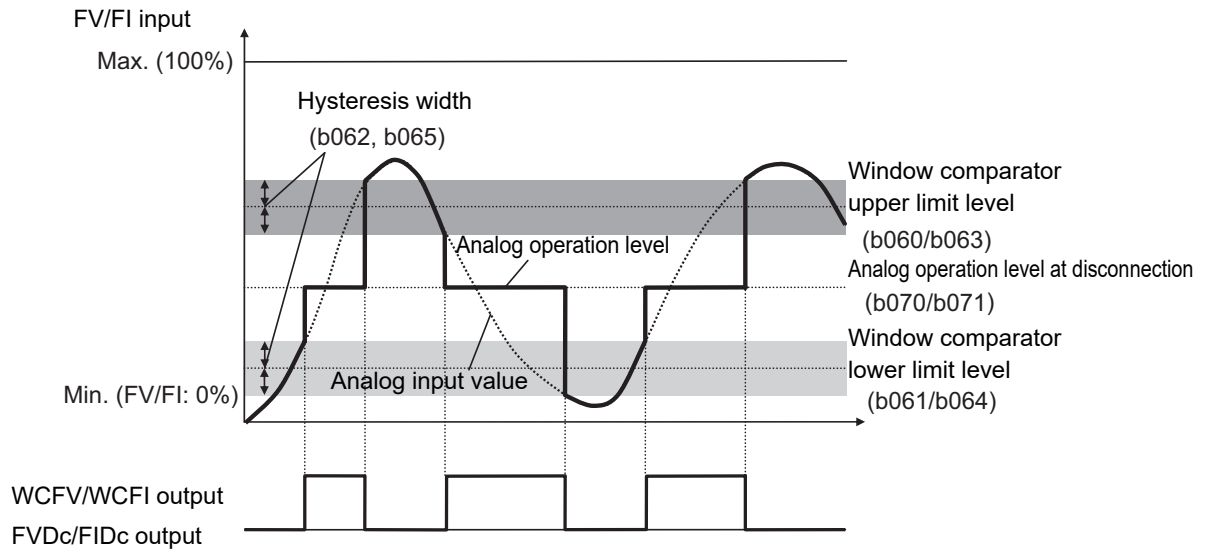 FV/FI input
Max. (100%)
Hysteresis width
(b062, b065)
Window comparator
upper limit level
(b060/b063)
Analog operation level
Analog operation level at disconnection
(b070/b071)
Window comparator
lower limit level
(b061/b064)
Analog input value
Min. (FV/FI: 0%)
WCFV/WCFI output
FVDc/FIDc output